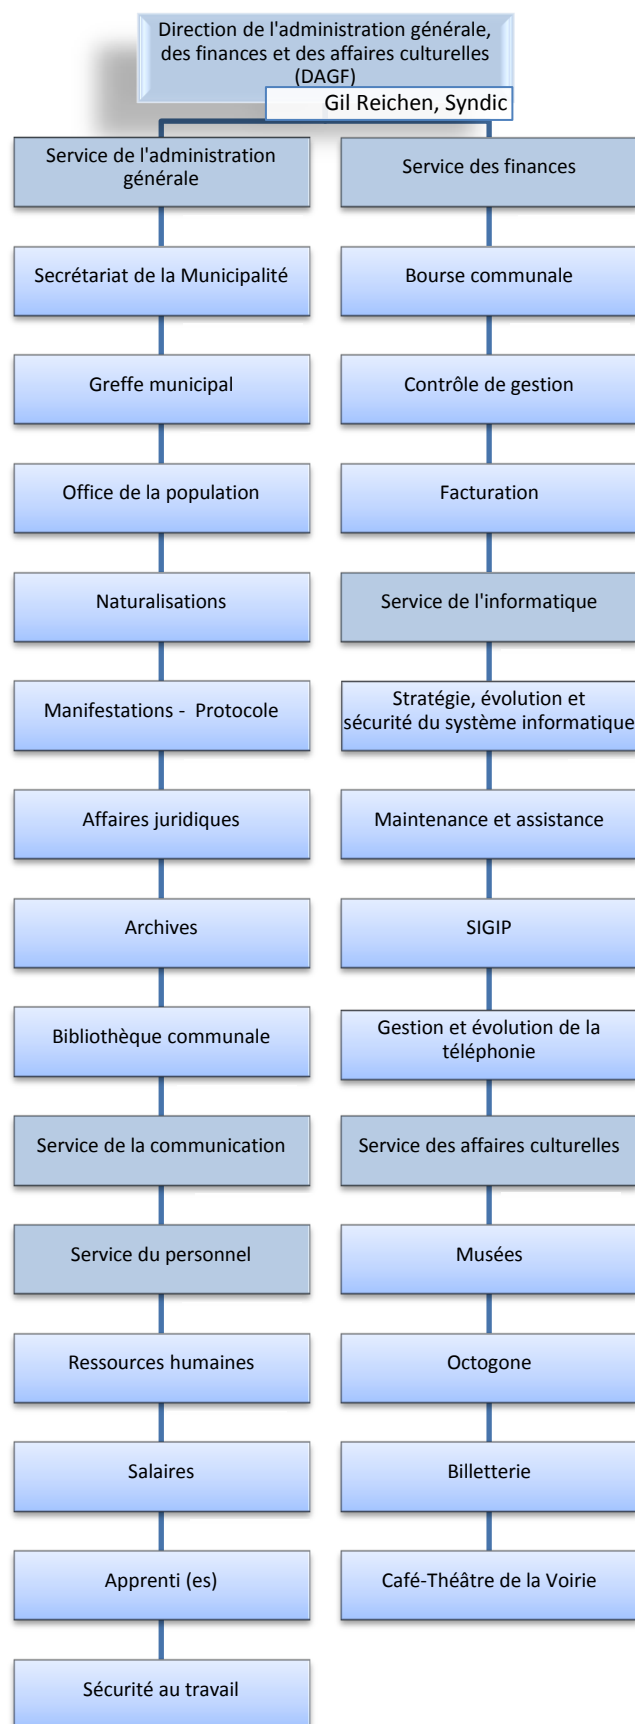 Direction de l'administration générale,
des finances et des affaires culturelles
(DAGF)
Gil Reichen, Syndic
Service de l'administration
générale
Secrétariat de la Municipalité
Greffe municipal
Office de la population
Naturalisations
Manifestations - Protocole
Affaires juridiques
Archives
Bibliothèque communale
Service de la communication
Service du personnel
Ressources humaines
Salaires
Apprenti (es)
Sécurité au travail
Service des finances
Bourse communale
Contrôle de gestion
Facturation
Service de l'informatique
Stratégie, évolution et
sécurité du système informatique
Maintenance et assistance
SIGIP
Gestion et évolution de la
téléphonie
Service des affaires culturelles
Musées
Octogone
Billetterie
Café-Théâtre de la Voirie